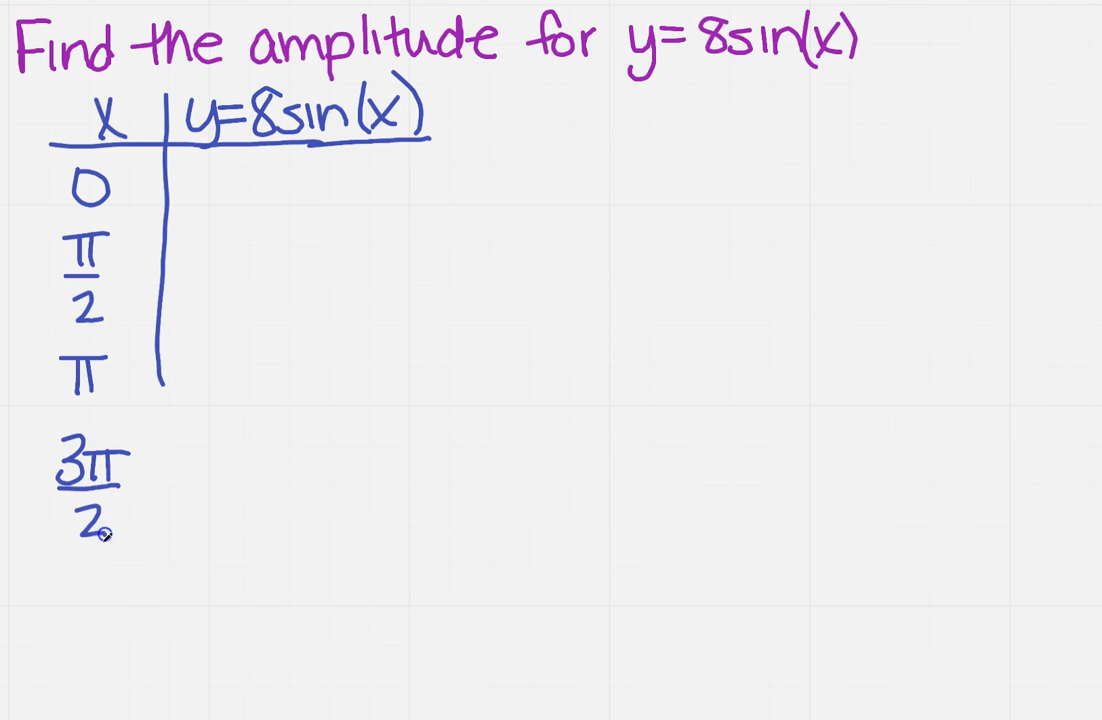 Find the amplitude for y=8sin(x)
x | y=8sin(x)
0
π/2
π
3π/2